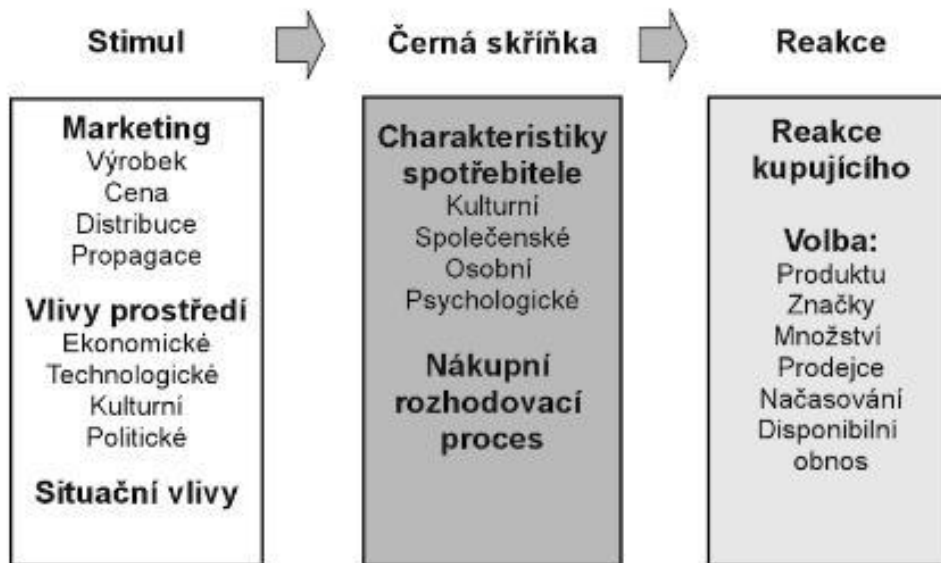 Stimul
Černá skříňka
Reakce
Marketing
Výrobek
Cena
Distribuce
Propagace
Vlivy prostředí
Ekonomické
Technologické
Kulturní
Politické
Situační vlivy
Charakteristiky
spotřebitele
Kulturní
Společenské
Osobní
Psychologické
Nákupní
rozhodovací
proces
Reakce
kupujícího
Volba:
Produktu
Značky
Množství
Prodejce
Načasování
Disponibilni
obnos